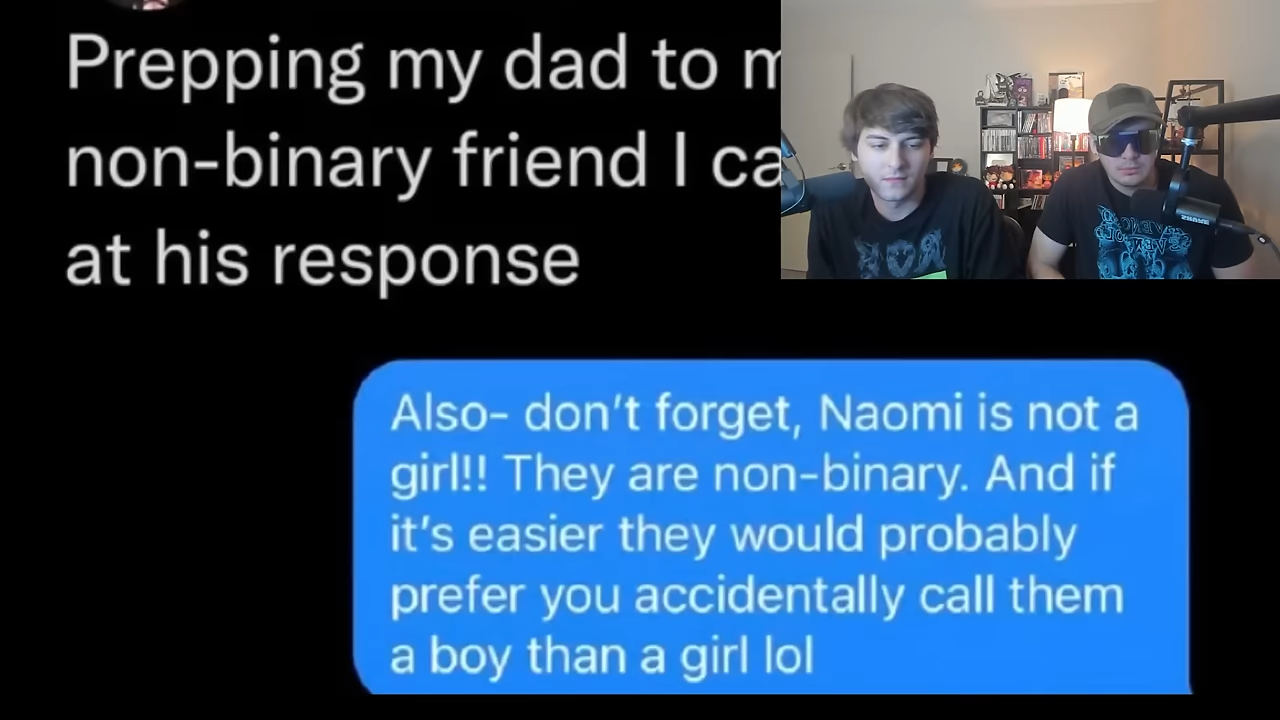 Prepping my dad to
non-binary friend I
at his response
Also- don't forget, Naomi is not a
girl!! They are non-binary. And if
it's easier they would probably
prefer you accidentally call them
a boy than a girl lol